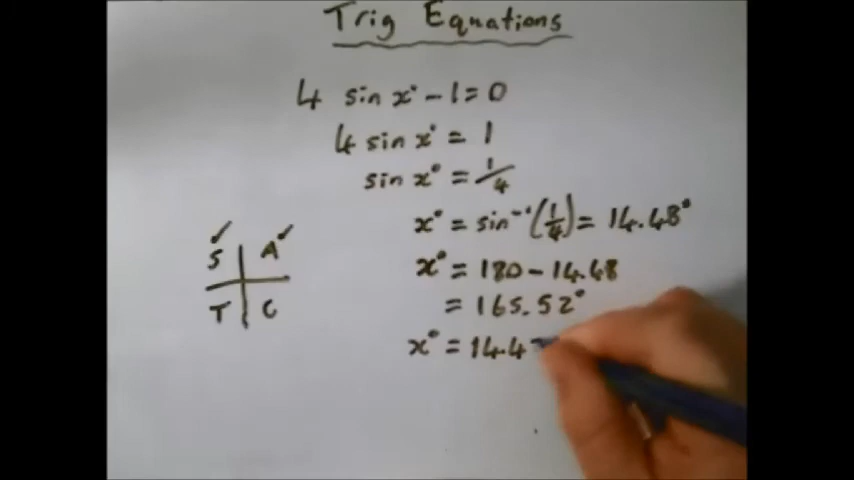 Trig Equations
4 sin x° - 1 = 0
4 sin x° = 1
sin x° = 1/4
x° = sin⁻¹(1/4) = 14.48°
x° = 180 - 14.48
= 165.52°
x° = 14.4
S A
T C